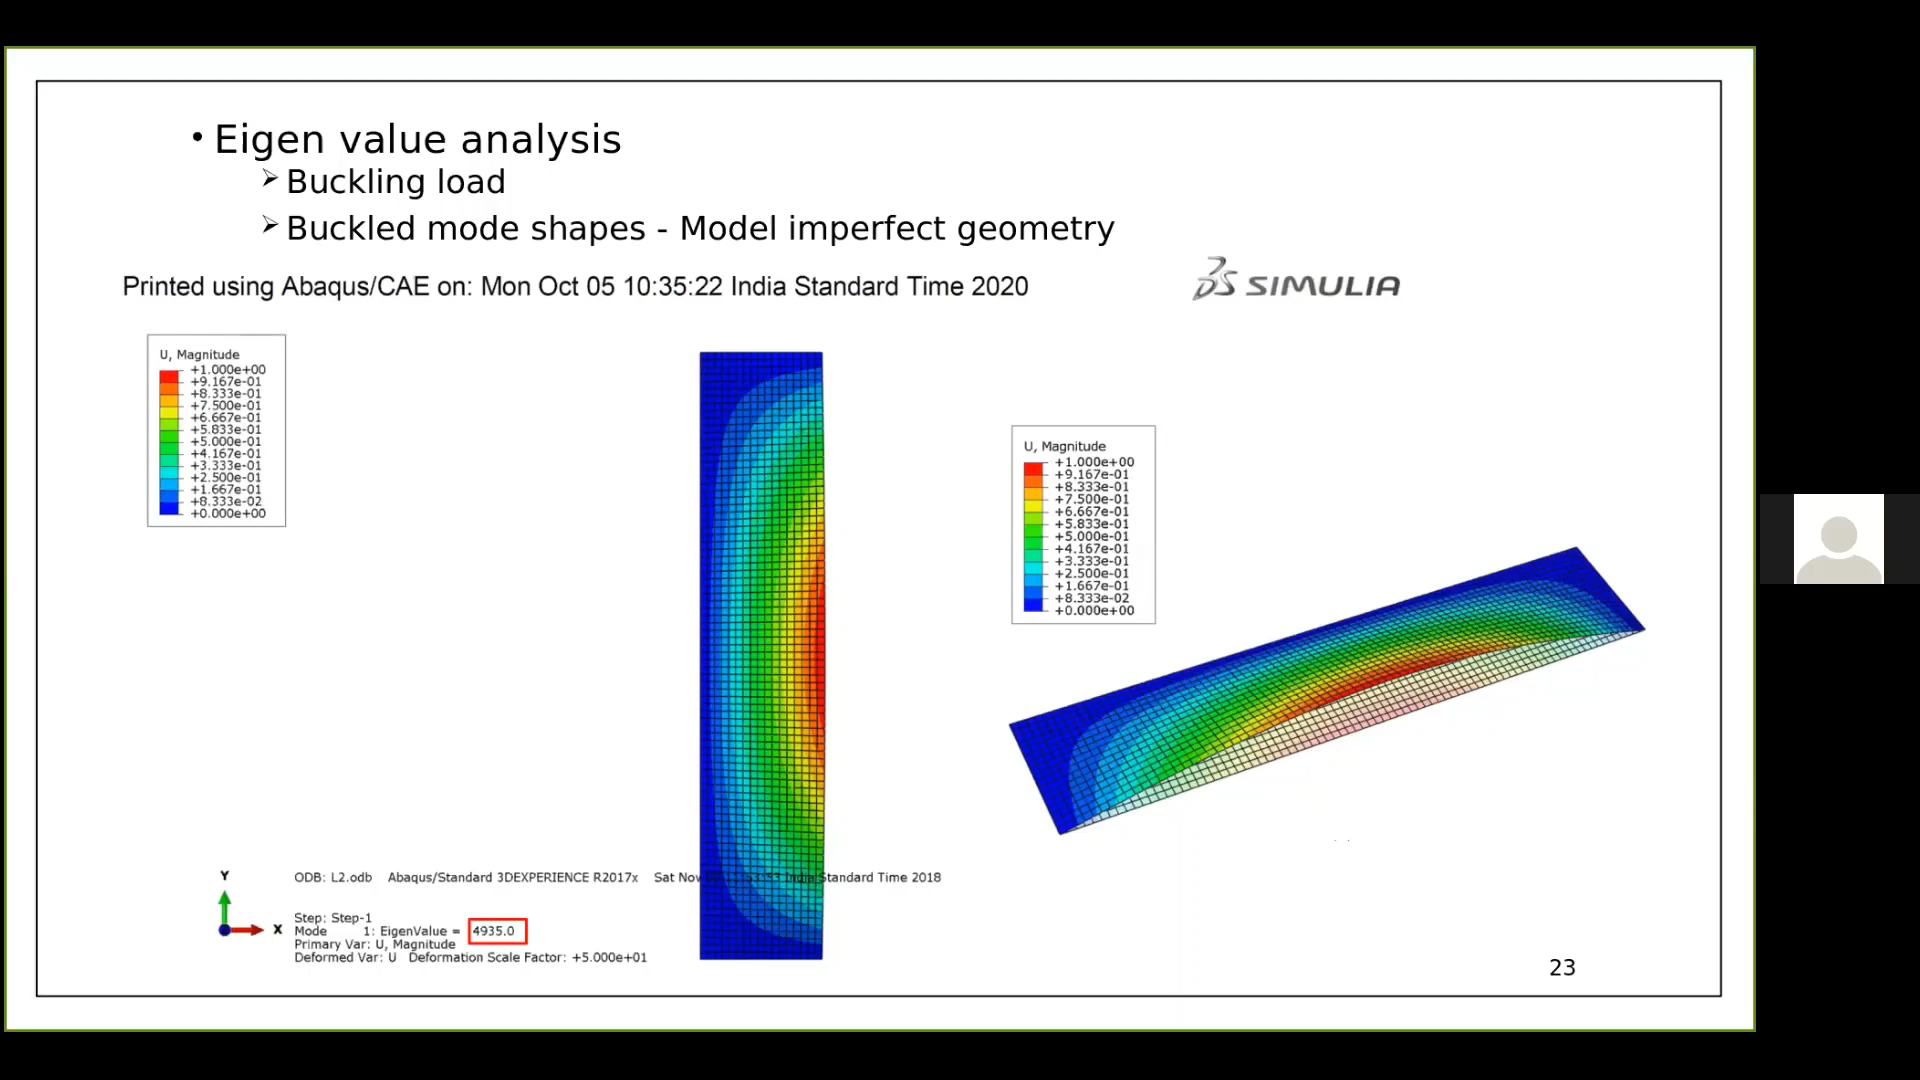 • Eigen value analysis
➢ Buckling load
➢ Buckled mode shapes - Model imperfect geometry
Printed using Abaqus/CAE on: Mon Oct 05 10:35:22 India Standard Time 2020
SIMULIA
U, Magnitude
+1.000e+00
+9.167e-01
+8.333e-01
+7.500e-01
+6.667e-01
+5.833e-01
+5.000e-01
+4.167e-01
+3.333e-01
+2.500e-01
+1.667e-01
+8.333e-02
+0.000e+00
U, Magnitude
+1.000e+00
+9.167e-01
+8.333e-01
+7.500e-01
+6.667e-01
+5.833e-01
+5.000e-01
+4.167e-01
+3.333e-01
+2.500e-01
+1.667e-01
+8.333e-02
+0.000e+00
Y
X
ODB: L2.odb Abaqus/Standard 3DEXPERIENCE R2017x Sat Nov India Standard Time 2018
Step: Step-1
Mode 1: EigenValue = 4935.0
Primary Var: U, Magnitude
Deformed Var: U Deformation Scale Factor: +5.000e+01
23